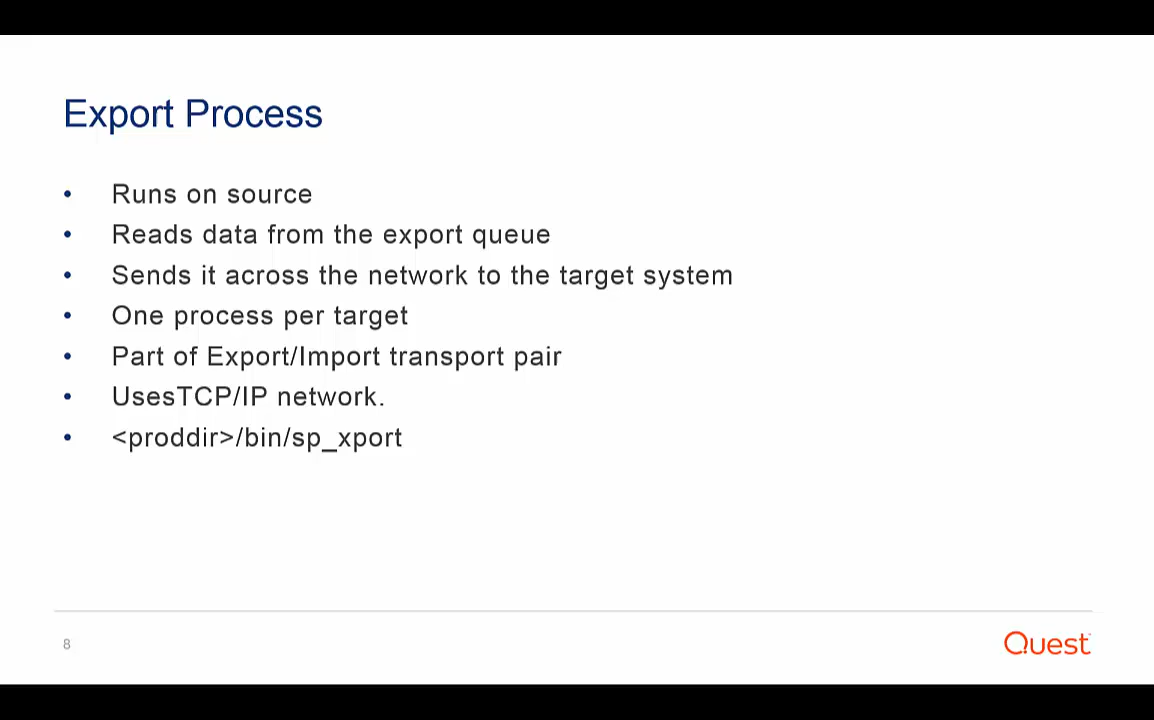 Export Process
• Runs on source
• Reads data from the export queue
• Sends it across the network to the target system
• One process per target
• Part of Export/Import transport pair
• UsesTCP/IP network.
• <proddir>/bin/sp_xport
8
Quest